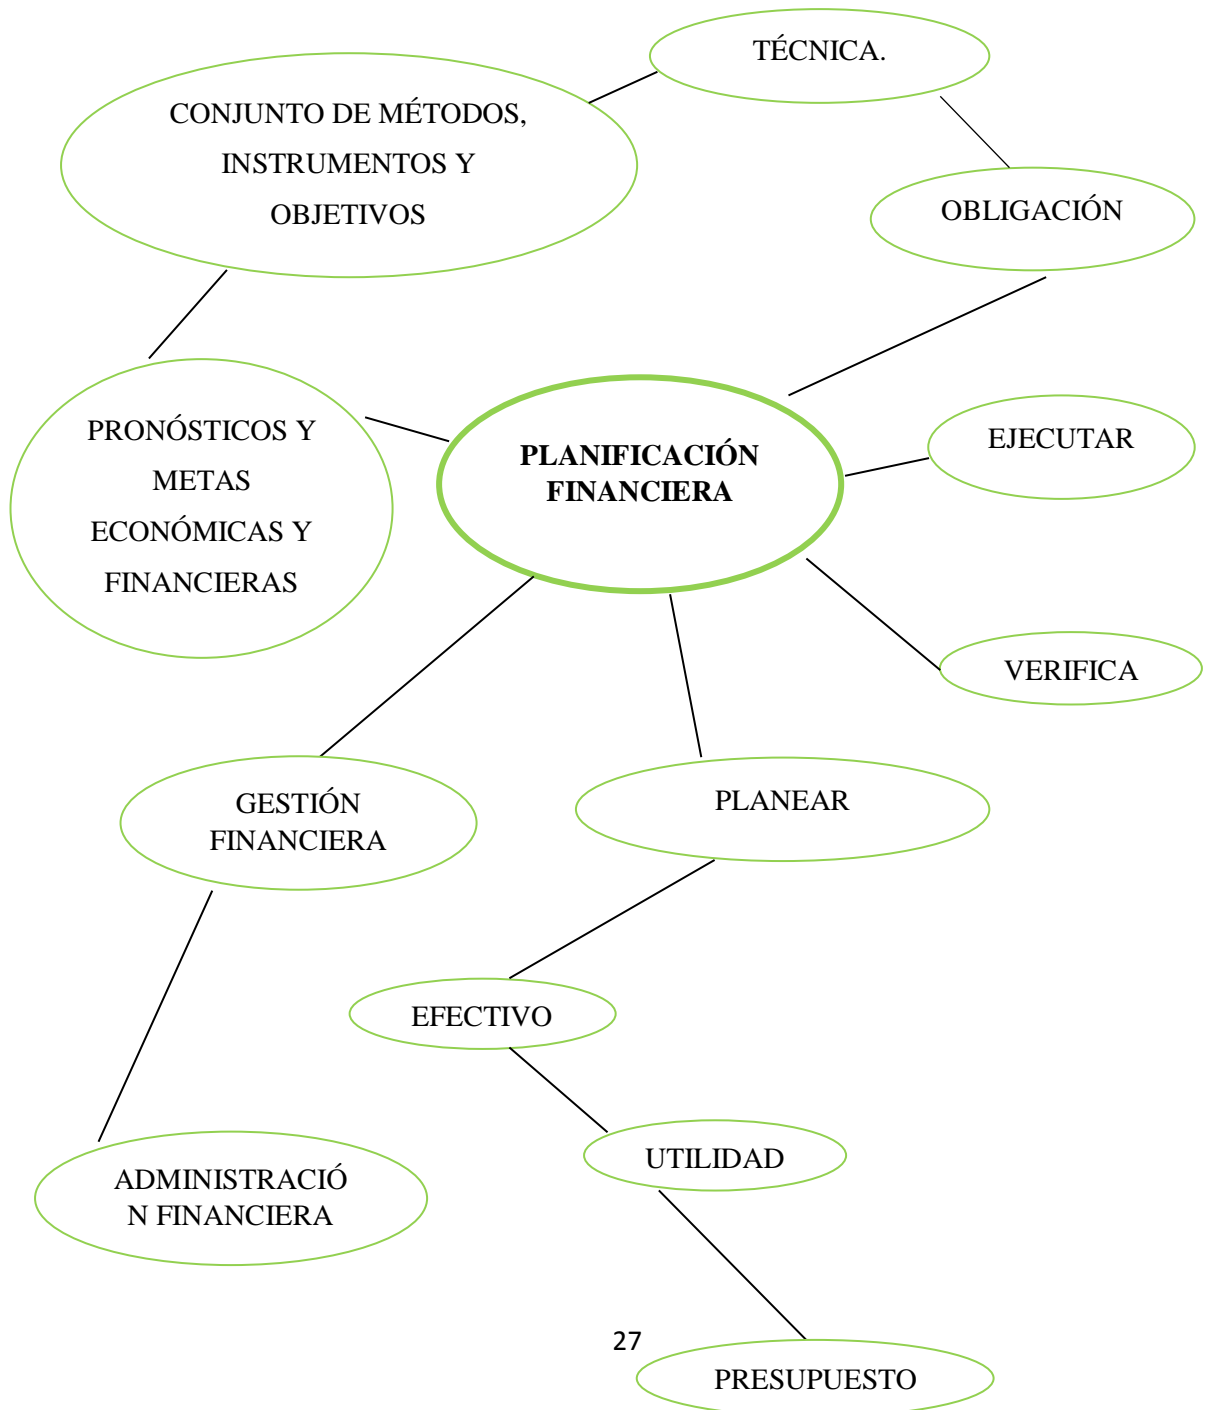 TÉCNICA.
CONJUNTO DE MÉTODOS,
INSTRUMENTOS Y
OBJETIVOS
OBLIGACIÓN
PRONÓSTICOS Y
METAS
ECONÓMICAS Y
FINANCIERAS
PLANIFICACIÓN
FINANCIERA
EJECUTAR
VERIFICA
GESTIÓN
FINANCIERA
PLANEAR
EFECTIVO
UTILIDAD
ADMINISTRACIÓ
N FINANCIERA
27
PRESUPUESTO